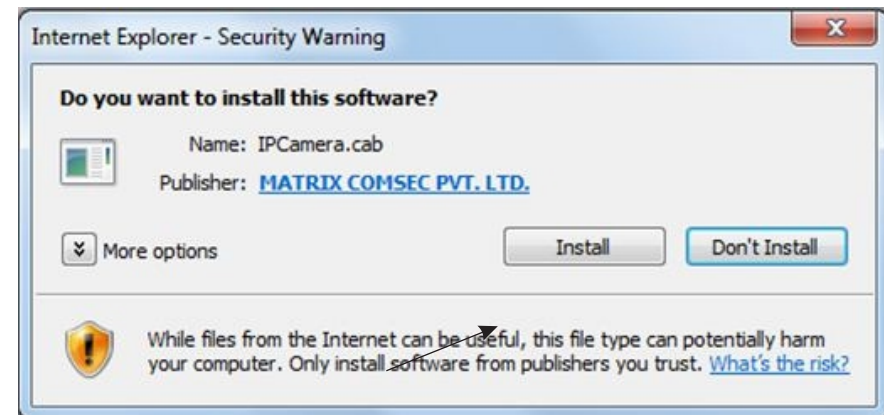 Internet Explorer - Security Warning
Do you want to install this software?
Name: IPCamera.cab
Publisher: MATRIX COMSEC PVT. LTD.
More options
Install
Don't Install
While files from the Internet can be useful, this file type can potentially harm
your computer. Only install software from publishers you trust. What's the risk?